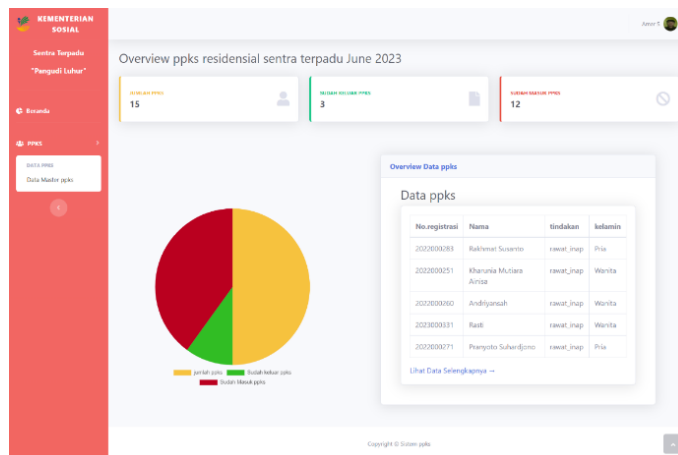 KEMENTERIAN
SOSIAL
Sentra Terpadu
"Pangudi Luhur"
Beranda
PPKS
DATA PPKS
Data Master ppks
Amor S
Overview ppks residensial sentra terpadu June 2023
JUMLAH PPKS
15
SUDAH KELUAR PPKS
3
SUDAH MASUK PPKS
12
jumlah ppks
Sudah keluar ppks
Sudah Masuk ppks
Overview Data ppks
Data ppks
No.registrasi Nama tindakan kelamin
2022000283 Rakhmat Susanto rawat_inap Pria
2022000251 Kharunia Mutiara Ainisa rawat_inap Wanita
2022000260 Andriyansah rawat_inap Wanita
2023000331 Rasti rawat_inap Wanita
2022000271 Pranyoto Suhardjono rawat_inap Pria
Lihat Data Selengkapnya →
Copyright © Sistem ppks